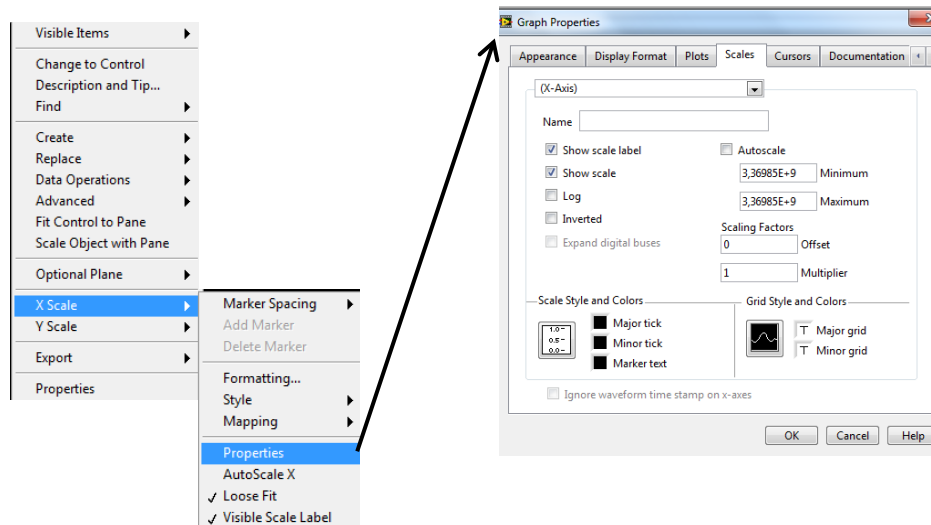 Visible Items
Change to Control
Description and Tip...
Find
Create
Replace
Data Operations
Advanced
Fit Control to Pane
Scale Object with Pane
Optional Plane
X Scale
Y Scale
Export
Properties
Marker Spacing
Add Marker
Delete Marker
Formatting...
Style
Mapping
Properties
AutoScale X
✓ Loose Fit
✓ Visible Scale Label
Graph Properties
Appearance Display Format Plots Scales Cursors Documentation
(X-Axis)
Name
Show scale label Autoscale
Show scale 3,36985E+9 Minimum
Log 3,36985E+9 Maximum
Inverted
Scaling Factors
Expand digital buses 0 Offset
1 Multiplier
Scale Style and Colors Grid Style and Colors
1.0-
0.5-
0.0-
Major tick
Minor tick
Marker text
T Major grid
T Minor grid
Ignore waveform time stamp on x-axes
OK Cancel Help